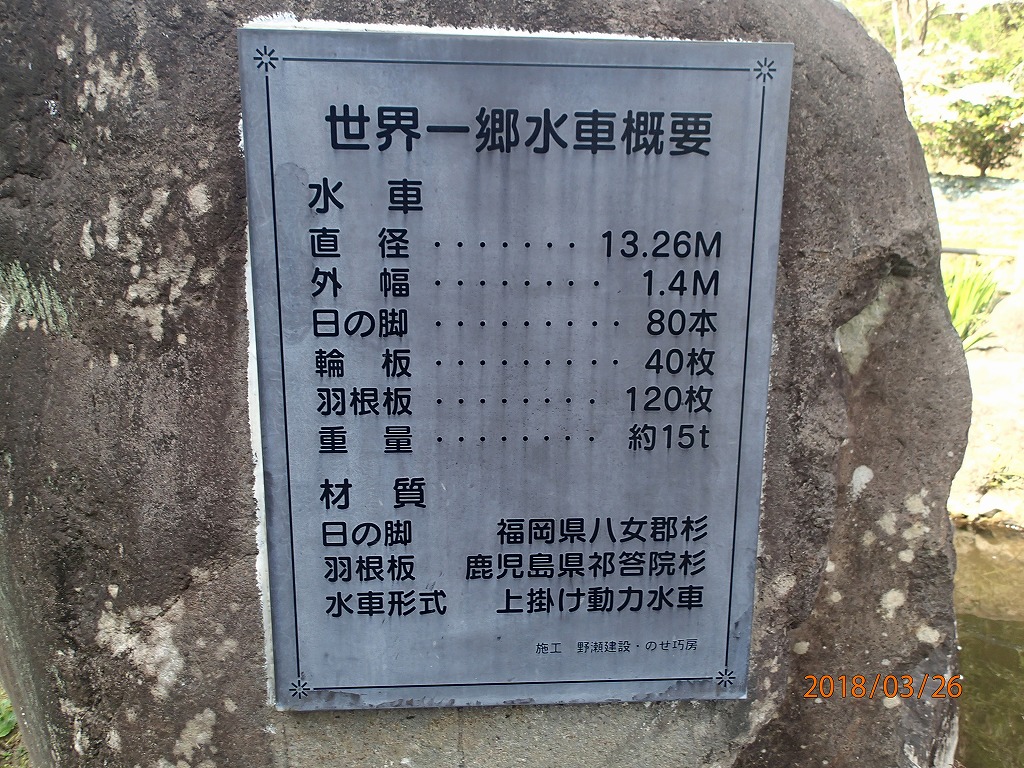 世界一郷水車概要
水 車
直 径 ・・・・・・・ 13.26M
外 幅 ・・・・・・・・ 1.4M
日の脚 ・・・・・・・・・ 80本
輪 板 ・・・・・・・・・ 40枚
羽根板 ・・・・・・・・ 120枚
重 量 ・・・・・・・・ 約15t
材 質
日の脚 福岡県八女郡杉
羽根板 鹿児島県祁答院杉
水車形式 上掛け動力水車
施工 野瀬建設・のせ巧房
2018/03/26